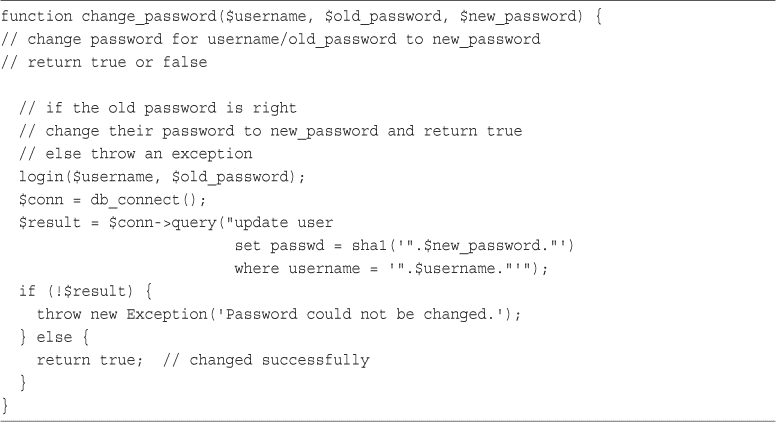 function change_password($username, $old_password, $new_password) {
// change password for username/old_password to new_password
// return true or false

  // if the old password is right
  // change their password to new_password and return true
  // else throw an exception
  login($username, $old_password);
  $conn = db_connect();
  $result = $conn->query("update user
                          set passwd = sha1('".$new_password."')
                          where username = '".$username."'");
  if (!$result) {
    throw new Exception('Password could not be changed.');
  } else {
    return true;  // changed successfully
  }
}